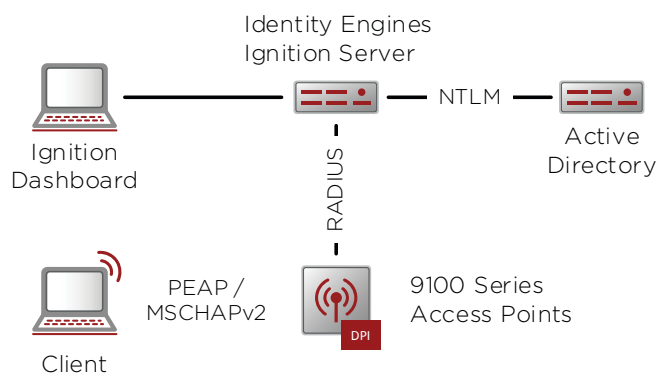 Identity Engines
Ignition Server
NTLM
Ignition
Dashboard
Active
Directory
RADIUS
PEAP /
MSCHAPv2
9100 Series
Access Points
DPI
Client